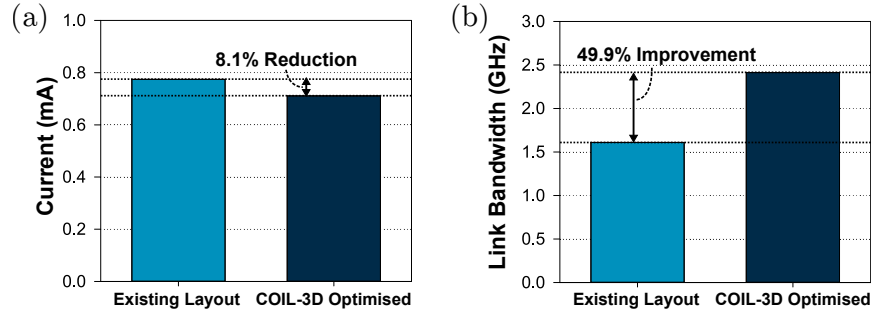 (a)
Current (mA)
1.0
0.8
0.6
0.4
0.2
0.0
8.1% Reduction
Existing Layout
COIL-3D Optimised
(b)
Link Bandwidth (GHz)
3.0
2.5
2.0
1.5
1.0
0.5
0.0
49.9% Improvement
Existing Layout
COIL-3D Optimised